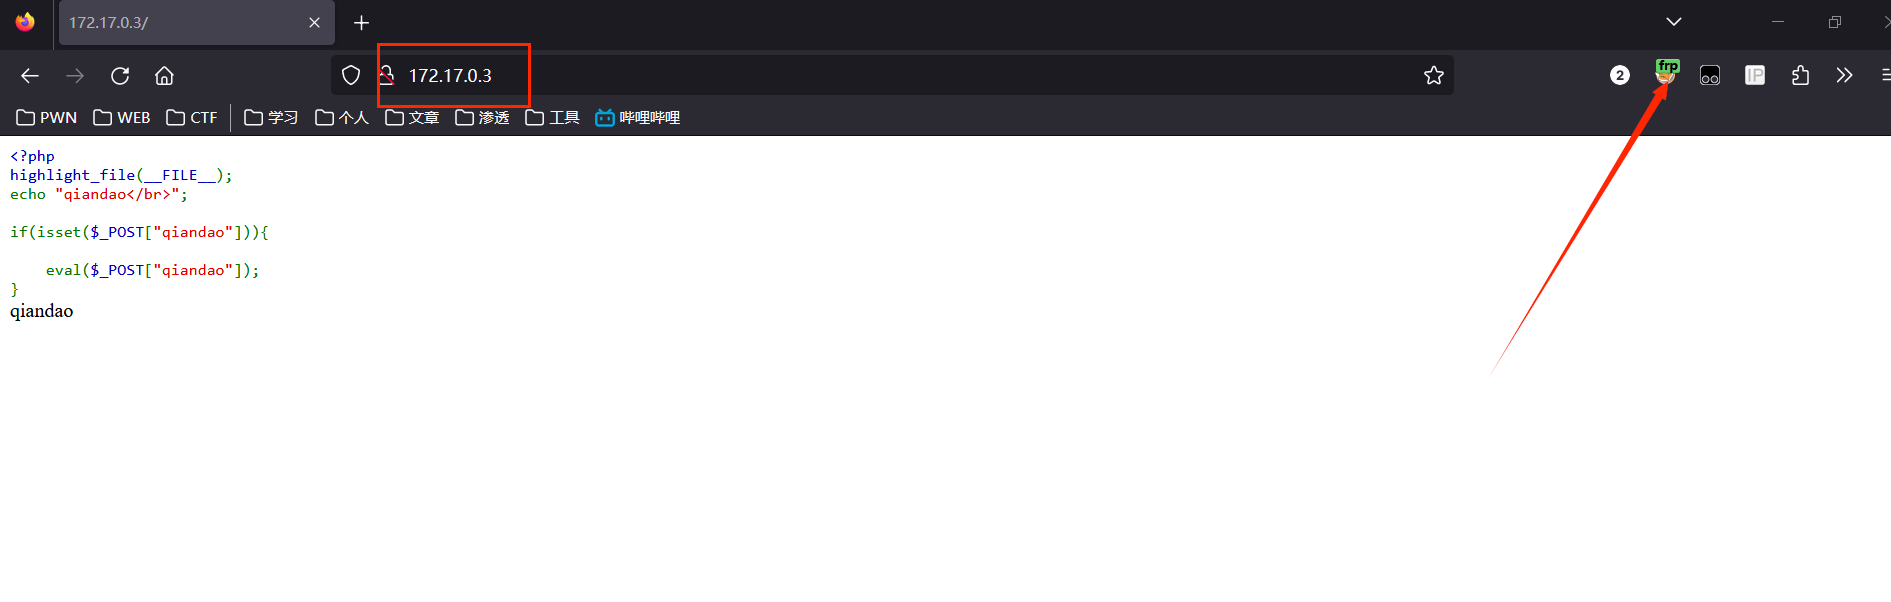 172.17.0.3/
172.17.0.3
2
frp
IP
PWN
WEB
CTF
学习
个人
文章
渗透
工具
哔哩哔哩
<?php
highlight_file(__FILE__);
echo "qiandao</br>";
if(isset($_POST["qiandao"])){
    eval($_POST["qiandao"]);
}
qiandao